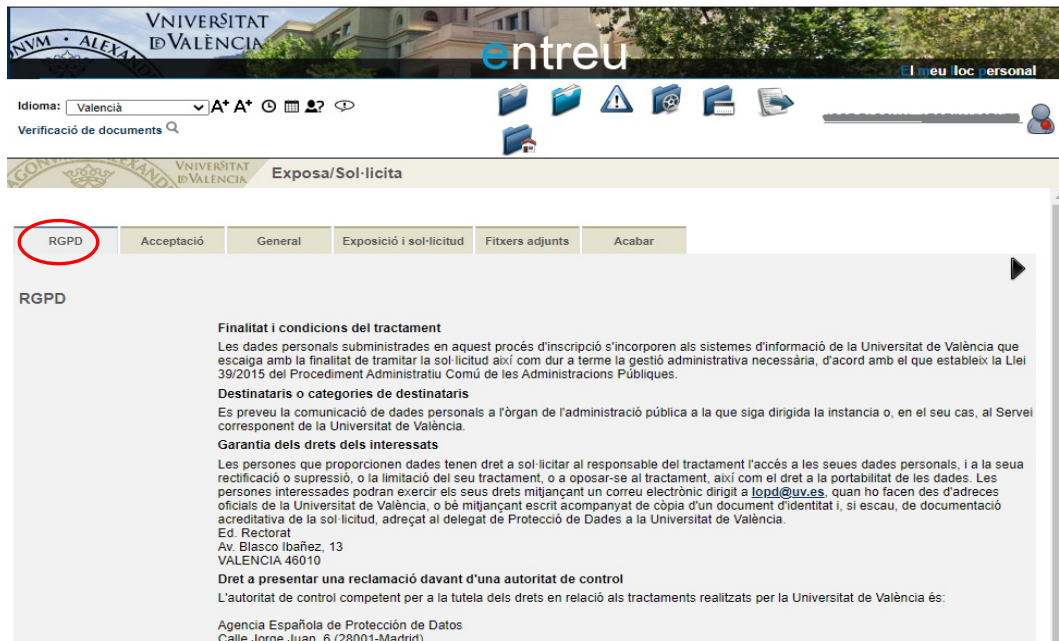 VNIVERSITAT
ID VALÈNCIA
NVM · ALEXAND
entreu
El meu lloc personal
Idioma: Valencià
A+ A+
Verificació de documents
VNIVERSITAT
ID VALÈNCIA
Exposa/Sol·licita
RGPD Acceptació General Exposició i sol·licitud Fitxers adjunts Acabar
RGPD
Finalitat i condicions del tractament
Les dades personals subministrades en aquest procés d'inscripció s'incorporen als sistemes d'informació de la Universitat de València que
escaiga amb la finalitat de tramitar la sol·licitud així com dur a terme la gestió administrativa necessària, d'acord amb el que estableix la Llei
39/2015 del Procediment Administratiu Comú de les Administracions Públiques.
Destinataris o categories de destinataris
Es preveu la comunicació de dades personals a l'òrgan de l'administració pública a la que siga dirigida la instancia o, en el seu cas, al Servei
corresponent de la Universitat de València.
Garantia dels drets dels interessats
Les persones que proporcionen dades tenen dret a sol·licitar al responsable del tractament l'accés a les seues dades personals, i a la seua
rectificació o supressió, o la limitació del seu tractament, o a oposar-se al tractament, així com el dret a la portabilitat de les dades. Les
persones interessades podran exercir els seus drets mitjançant un correu electrònic dirigit a lopd@uv.es, quan ho facen des d'adreces
oficials de la Universitat de València, o bé mitjançant escrit acompanyat de còpia d'un document d'identitat i, si escau, de documentació
acreditativa de la sol·licitud, adreçat al delegat de Protecció de Dades a la Universitat de València.
Ed. Rectorat
Av. Blasco Ibañez, 13
VALENCIA 46010
Dret a presentar una reclamació davant d'una autoritat de control
L'autoritat de control competent per a la tutela dels drets en relació als tractaments realitzats per la Universitat de València és:
Agencia Española de Protección de Datos
Calle Jorge Juan, 6 (28001-Madrid)